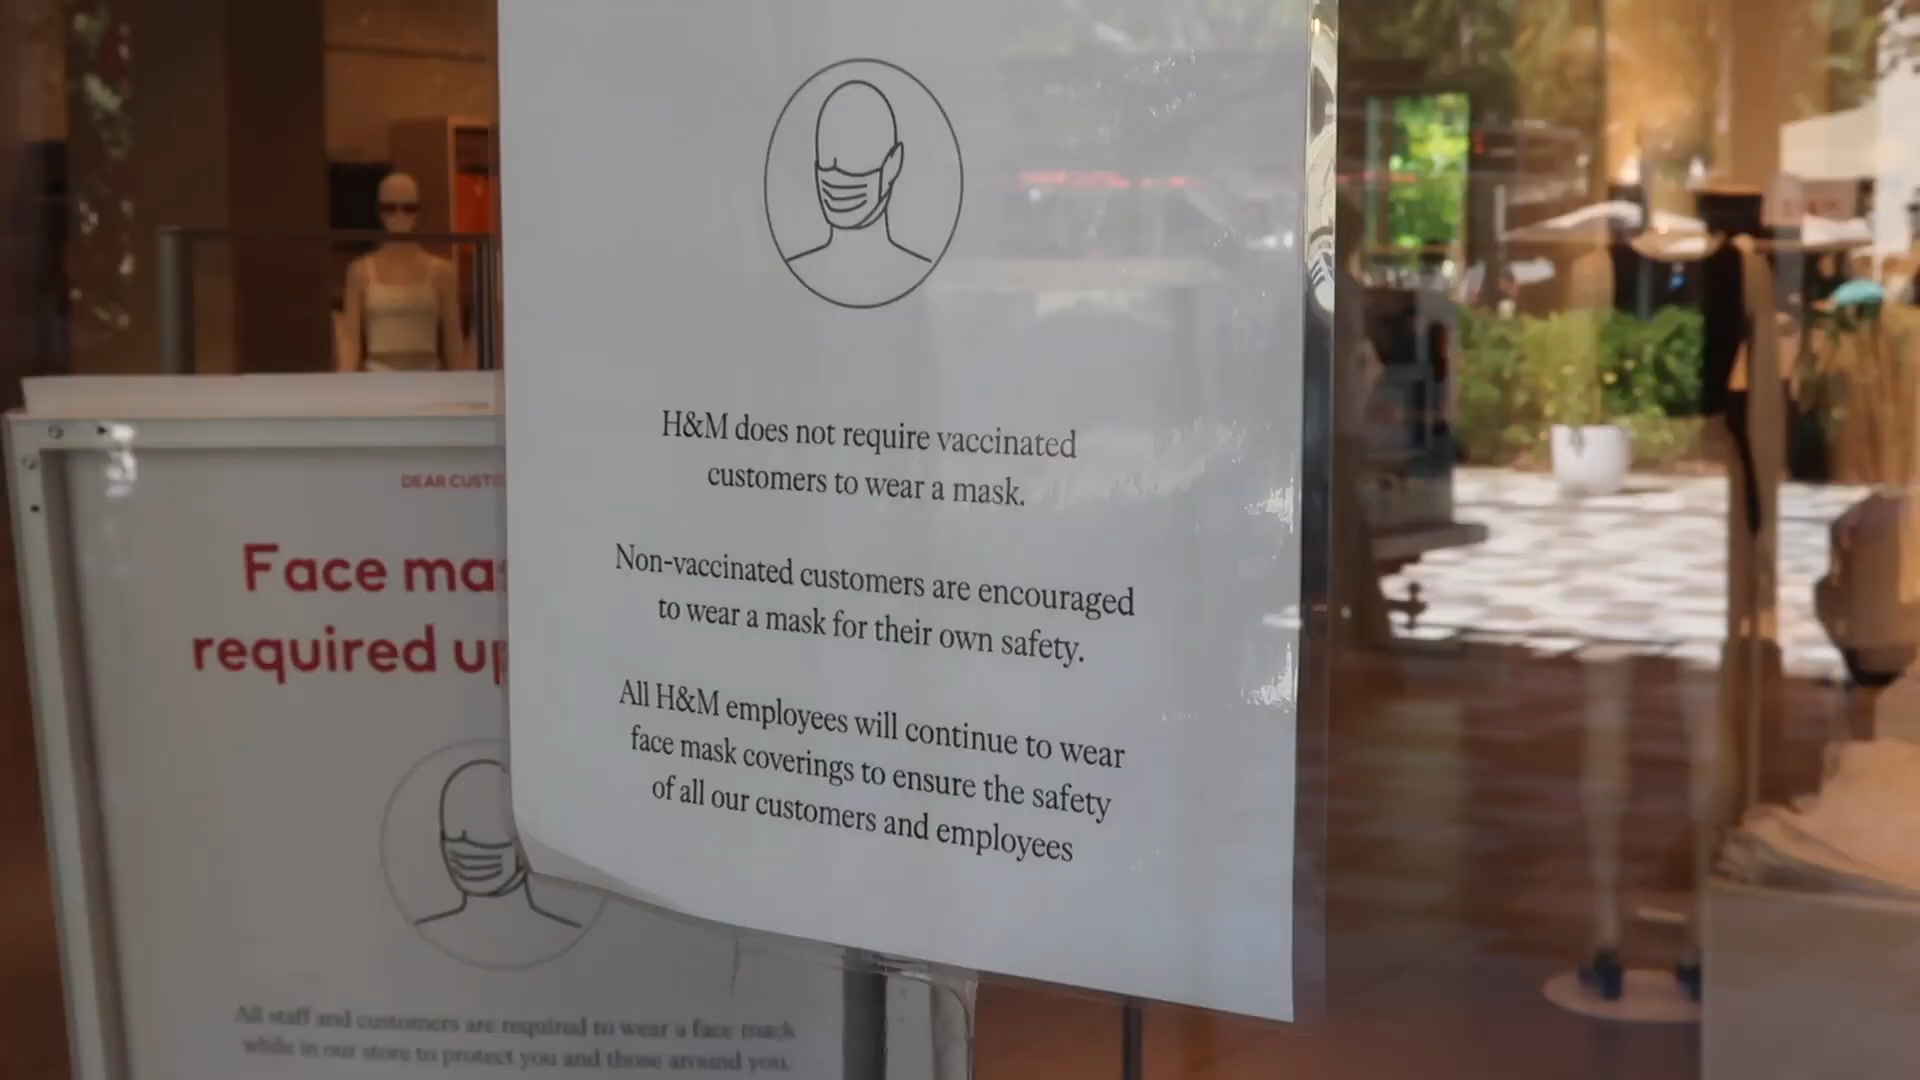 H&M does not require vaccinated
customers to wear a mask.
Non-vaccinated customers are encouraged
to wear a mask for their own safety.
All H&M employees will continue to wear
face mask coverings to ensure the safety
of all our customers and employees
DEAR
Face
required
All staff and customers are required to wear a face mask
while in our store to protect you and those around you.